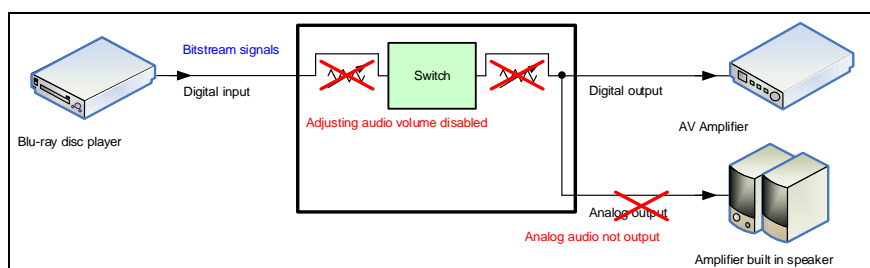 Bitstream signals
Digital input
Blu-ray disc player
Switch
Adjusting audio volume disabled
Digital output
AV Amplifier
Analog output
Analog audio not output
Amplifier built in speaker